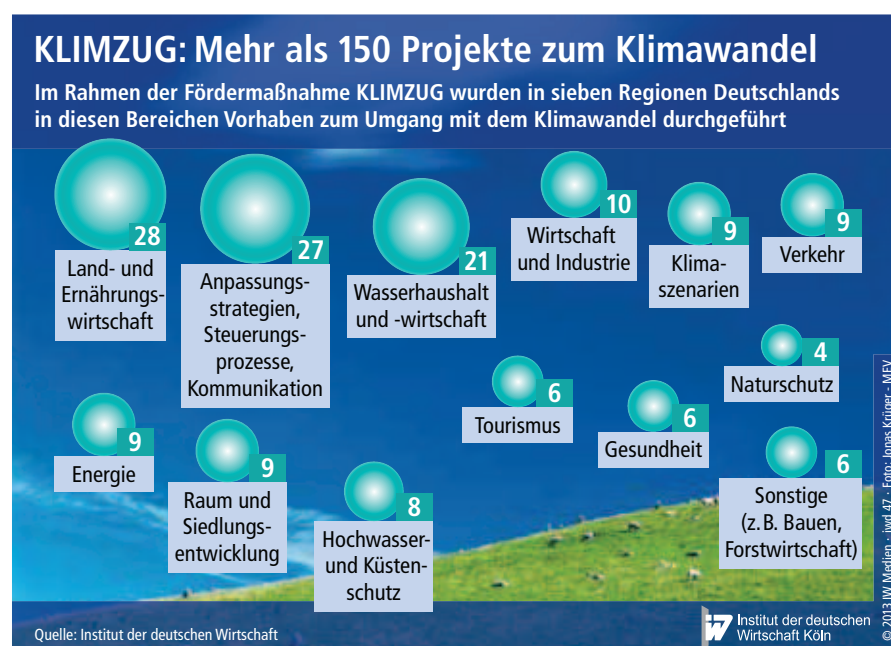 KLIMZUG: Mehr als 150 Projekte zum Klimawandel
Im Rahmen der Fördermaßnahme KLIMZUG wurden in sieben Regionen Deutschlands
in diesen Bereichen Vorhaben zum Umgang mit dem Klimawandel durchgeführt
28
Land- und
Ernährungs-
wirtschaft
27
Anpassungs-
strategien,
Steuerungs-
prozesse,
Kommunikation
21
Wasserhaushalt
und -wirtschaft
10
Wirtschaft
und Industrie
9
Klima-
szenarien
9
Verkehr
4
Naturschutz
6
Tourismus
6
Gesundheit
9
Energie
9
Raum und
Siedlungs-
entwicklung
8
Hochwasser-
und Küsten-
schutz
6
Sonstige
(z. B. Bauen,
Forstwirtschaft)
Quelle: Institut der deutschen Wirtschaft
iw
Institut der deutschen
Wirtschaft Köln
© 2013 IW Medien · iwd 47 · Foto: Jonas Krüger - MEV